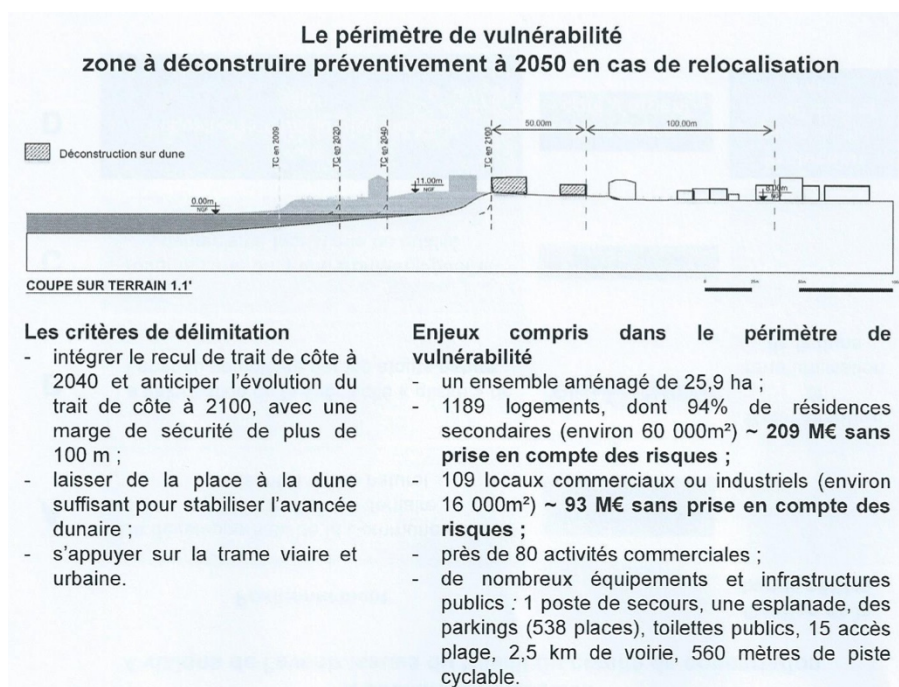 Le périmètre de vulnérabilité
zone à déconstruire préventivement à 2050 en cas de relocalisation
Déconstruction sur dune
TC en 2009
TC en 2040
TC en 2100
50.00m
100.00m
0.00m
NGF
11.00m
NGF
COUPE SUR TERRAIN 1.1'
Les critères de délimitation
- intégrer le recul de trait de côte à
2040 et anticiper l'évolution du
trait de côte à 2100, avec une
marge de sécurité de plus de
100 m ;
- laisser de la place à la dune
suffisant pour stabiliser l'avancée
dunaire ;
- s'appuyer sur la trame viaire et
urbaine.
Enjeux compris dans le périmètre de
vulnérabilité
- un ensemble aménagé de 25,9 ha ;
- 1189 logements, dont 94% de résidences
secondaires (environ 60 000m²) ~ 209 M€ sans
prise en compte des risques ;
- 109 locaux commerciaux ou industriels (environ
16 000m²) ~ 93 M€ sans prise en compte des
risques ;
- près de 80 activités commerciales ;
- de nombreux équipements et infrastructures
publics : 1 poste de secours, une esplanade, des
parkings (538 places), toilettes publics, 15 accès
plage, 2,5 km de voirie, 560 mètres de piste
cyclable.